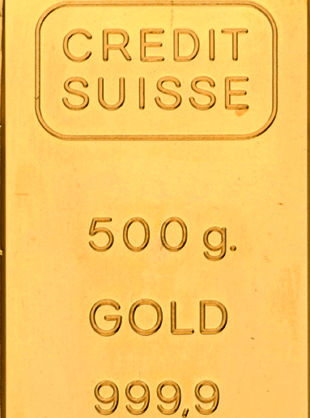 CREDIT
SUISSE
500 g.
GOLD
999,9